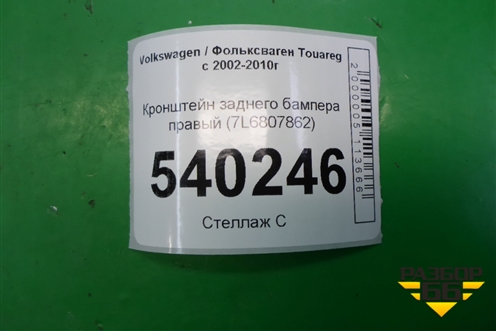 Volkswagen / Фольксваген Touareg
с 2002-2010г
Кронштейн заднего бампера
правый (7L6807862)
540246
Стеллаж С
2000005113666
РАЗБОР
66